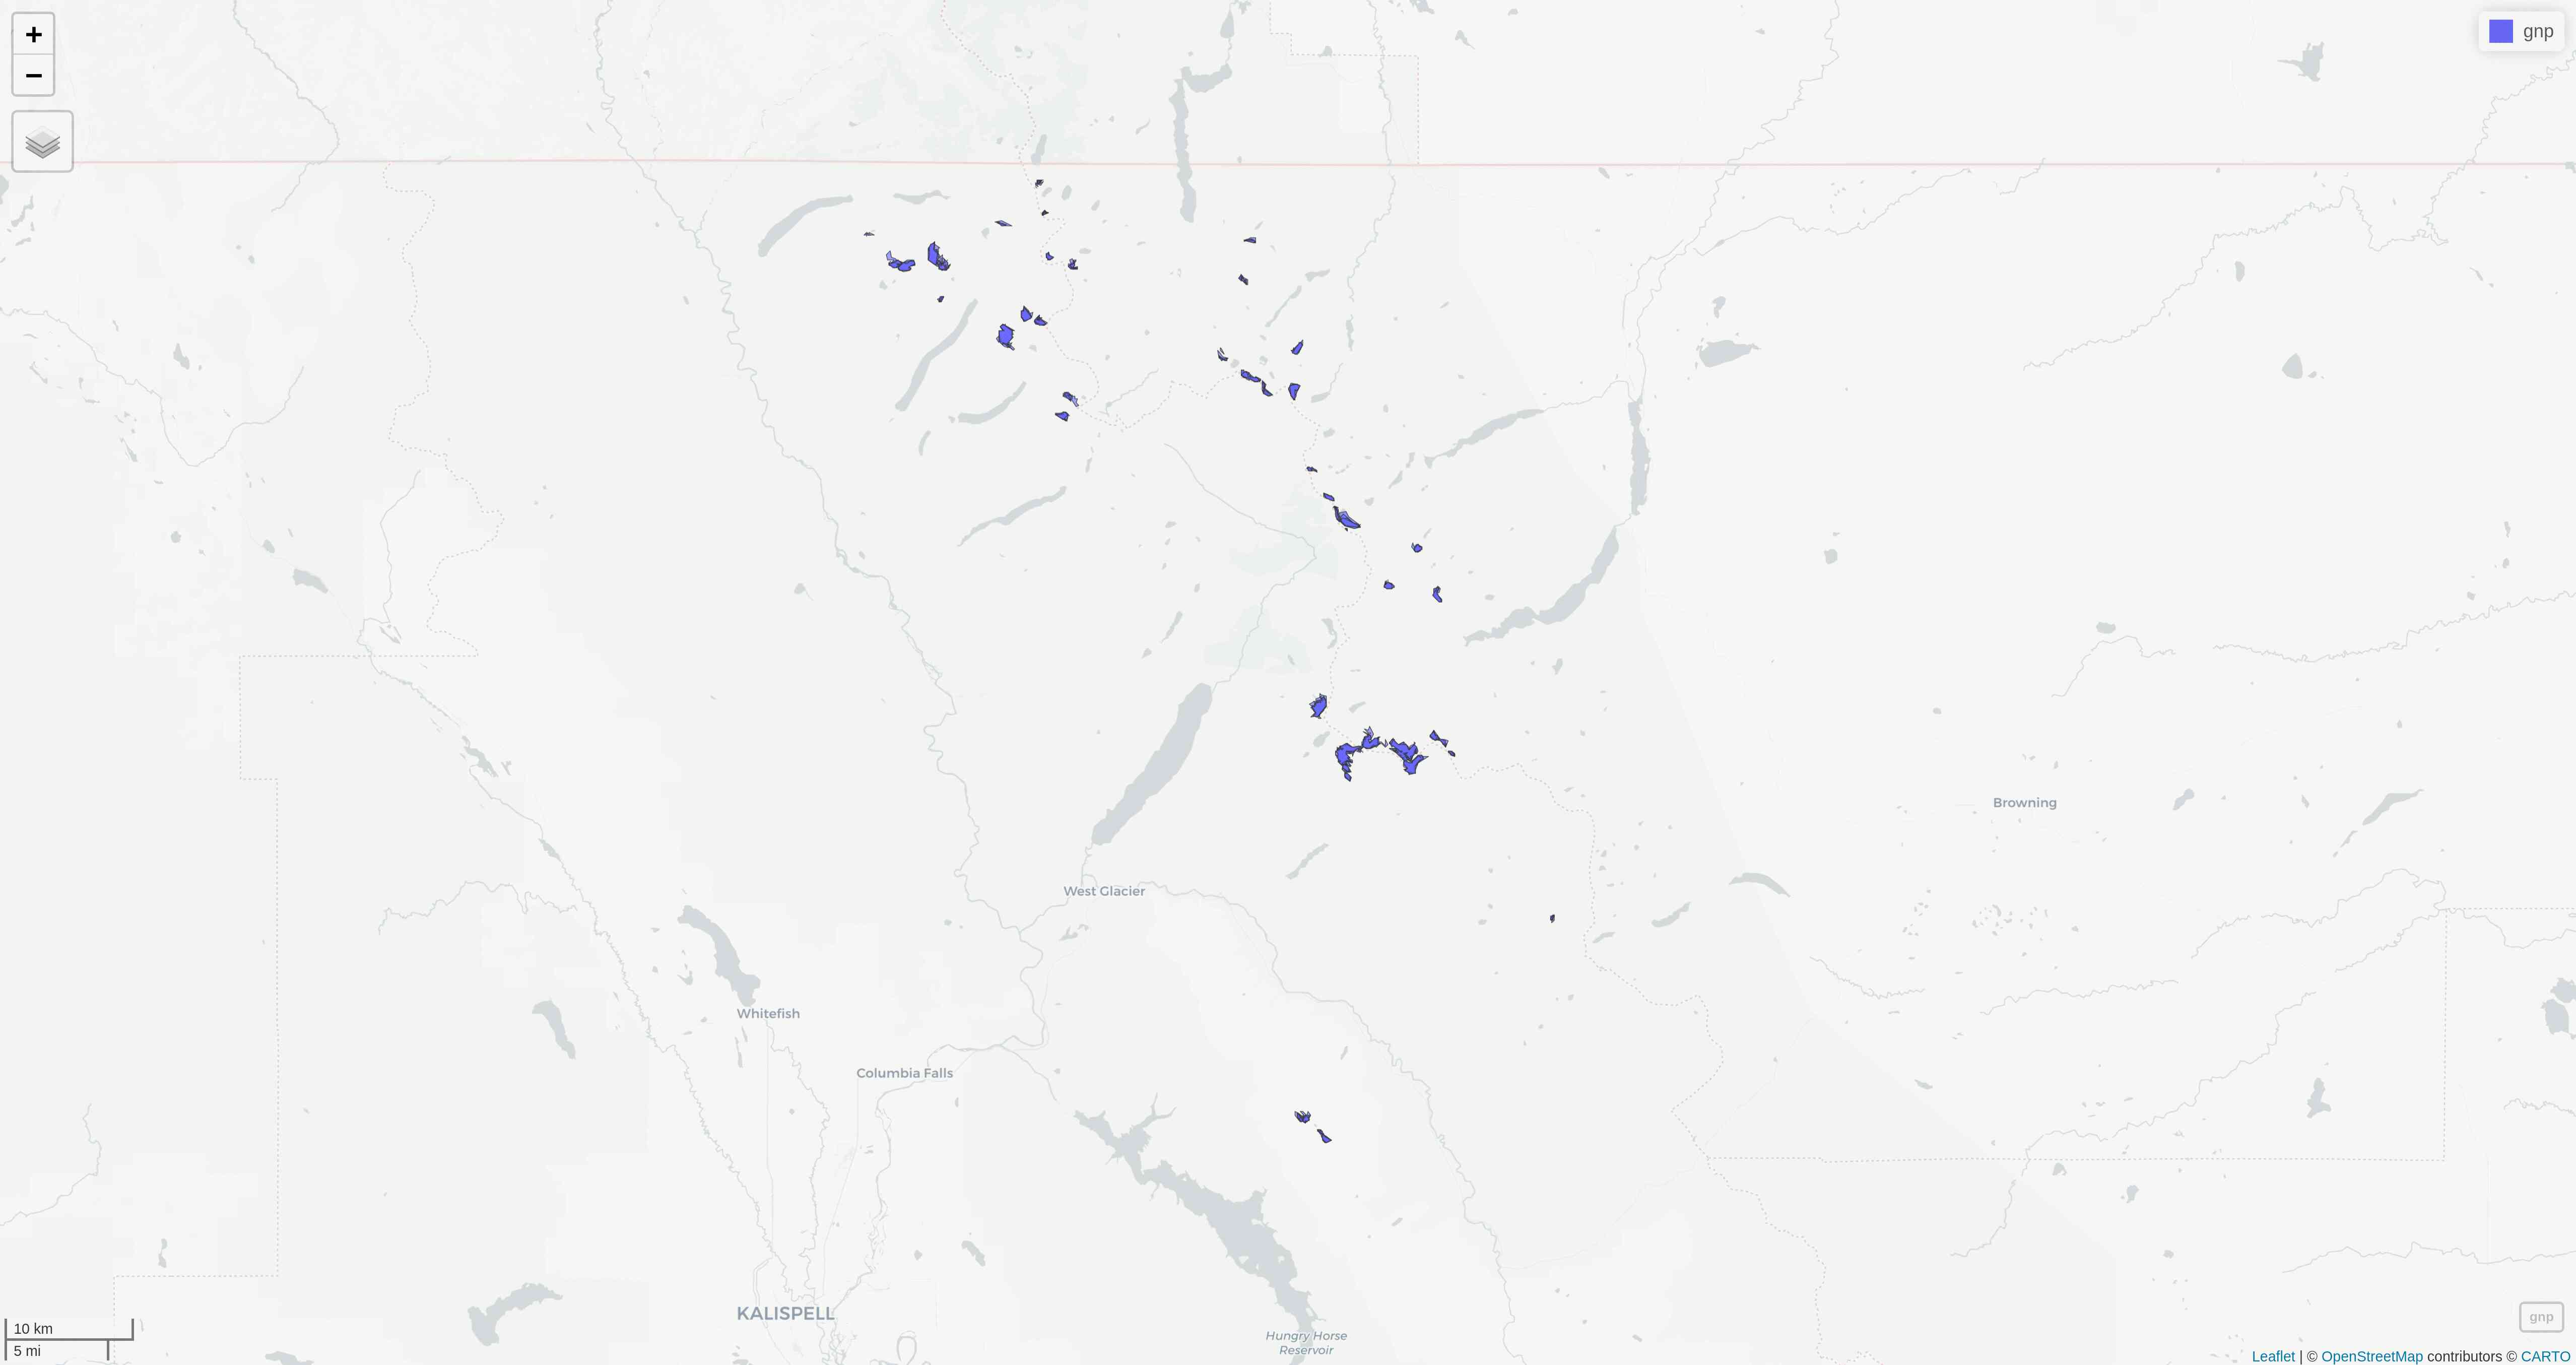 +
gnp
−
Browning
West Glacier
Whitefish
Columbia Falls
KALISPELL
Hungry Horse
Reservoir
10 km
5 mi
gnp
Leaflet | © OpenStreetMap contributors © CARTO